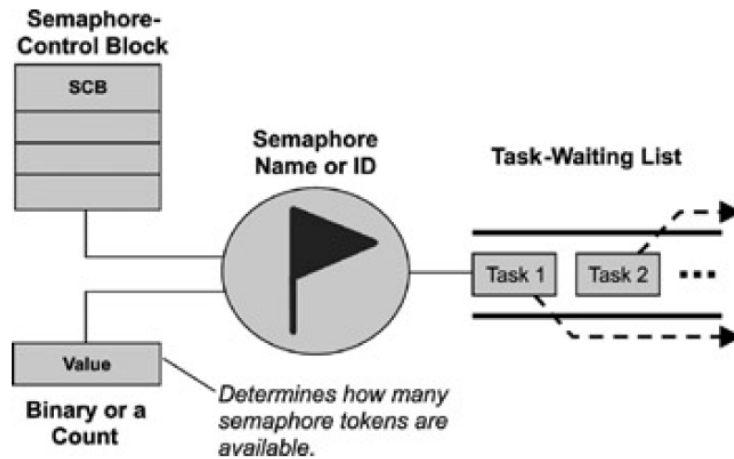 Semaphore-
Control Block
SCB
Semaphore
Name or ID
Task-Waiting List
Task 1
Task 2
...
Value
Binary or a
Count
Determines how many
semaphore tokens are
available.